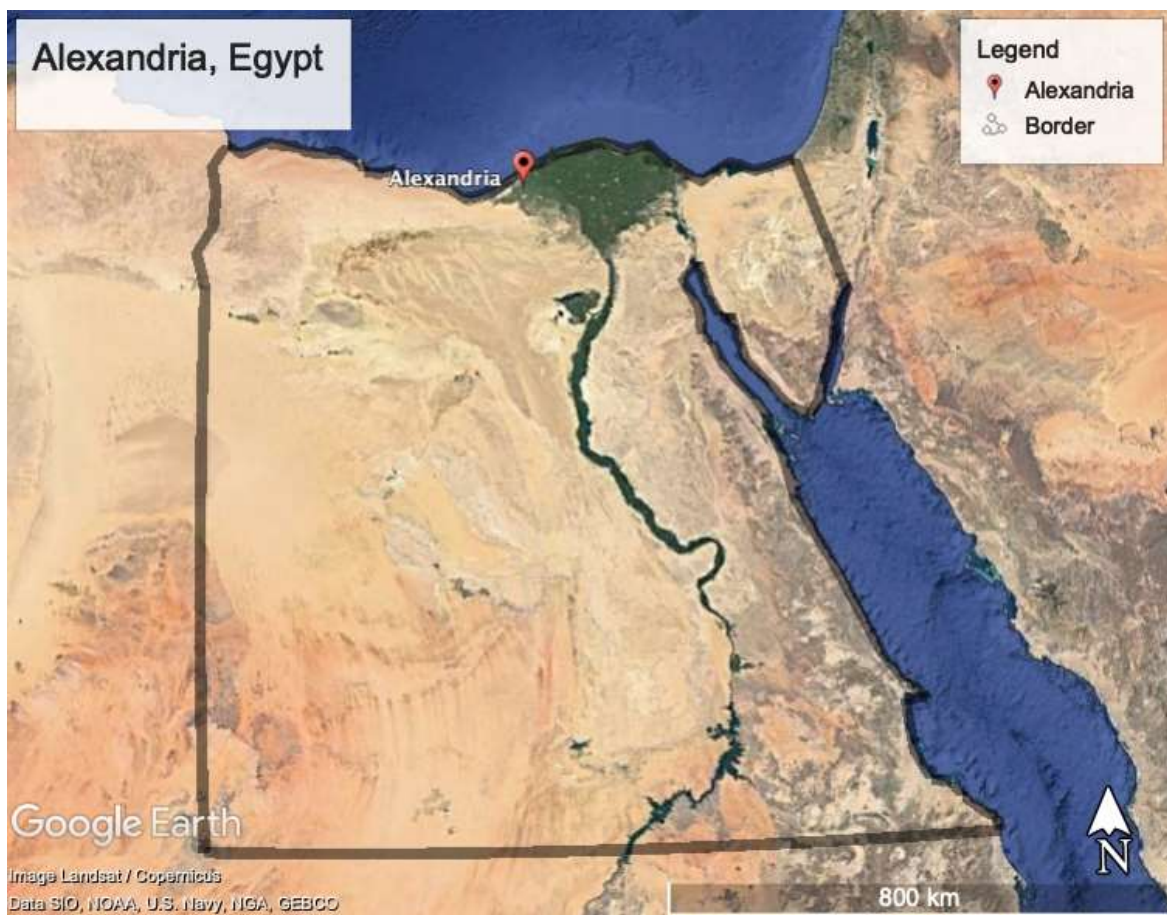 Alexandria, Egypt
Legend
Alexandria
Border
Alexandria
Google Earth
N
Image Landsat / Copernicus
Data SIO, NOAA, U.S. Navy, NGA, GEBCO
800 km